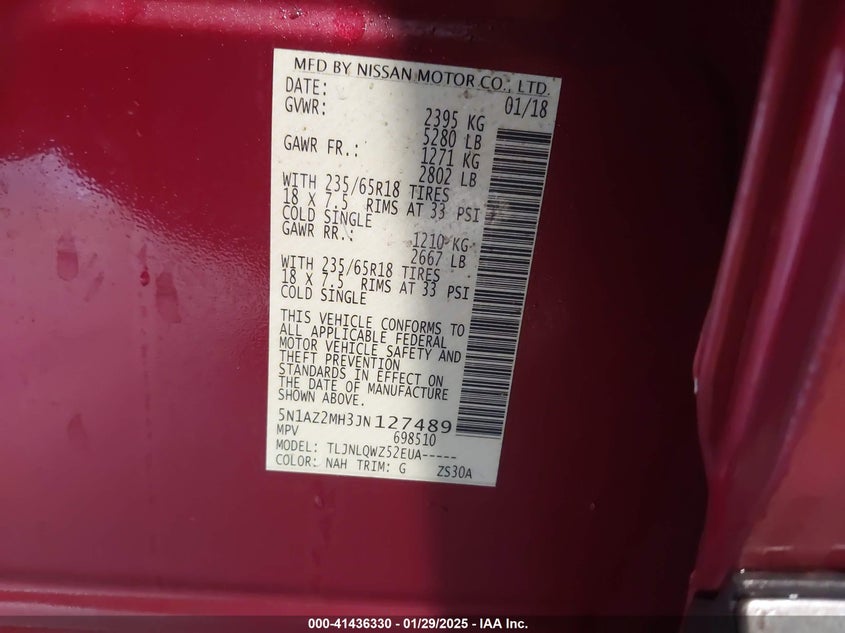 MFD BY NISSAN MOTOR CO., LTD.
DATE: 01/18
GVWR: 2395 KG
5280 LB
GAWR FR.: 1271 KG
2802 LB
WITH 235/65R18 TIRES
18 X 7.5 RIMS AT 33 PSI
COLD SINGLE
GAWR RR.: 1210 KG
2667 LB
WITH 235/65R18 TIRES
18 X 7.5 RIMS AT 33 PSI
COLD SINGLE
THIS VEHICLE CONFORMS TO
ALL APPLICABLE FEDERAL
MOTOR VEHICLE SAFETY AND
THEFT PREVENTION
STANDARDS IN EFFECT ON
THE DATE OF MANUFACTURE
SHOWN ABOVE.
5N1AZ2MH3JN127489
MPV 698510
MODEL: TLJNLQWZ52EUA-----
COLOR: NAH TRIM: G ZS30A
000-41436330 - 01/29/2025 - IAA Inc.